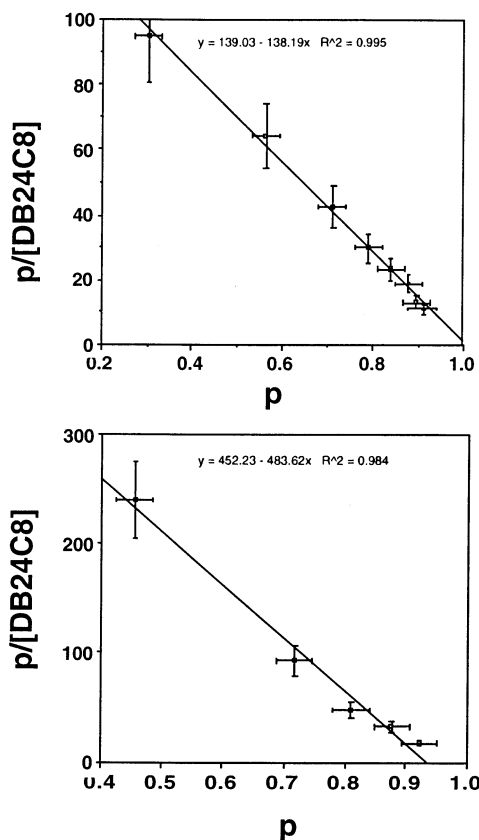 100
y = 139.03 - 138.19x R^2 = 0.995
80
60
40
20
0
p/[DB24C8]
0.2 0.4 0.6 0.8 1.0
p
300
y = 452.23 - 483.62x R^2 = 0.984
200
100
0
p/[DB24C8]
0.4 0.5 0.6 0.7 0.8 0.9 1.0
p